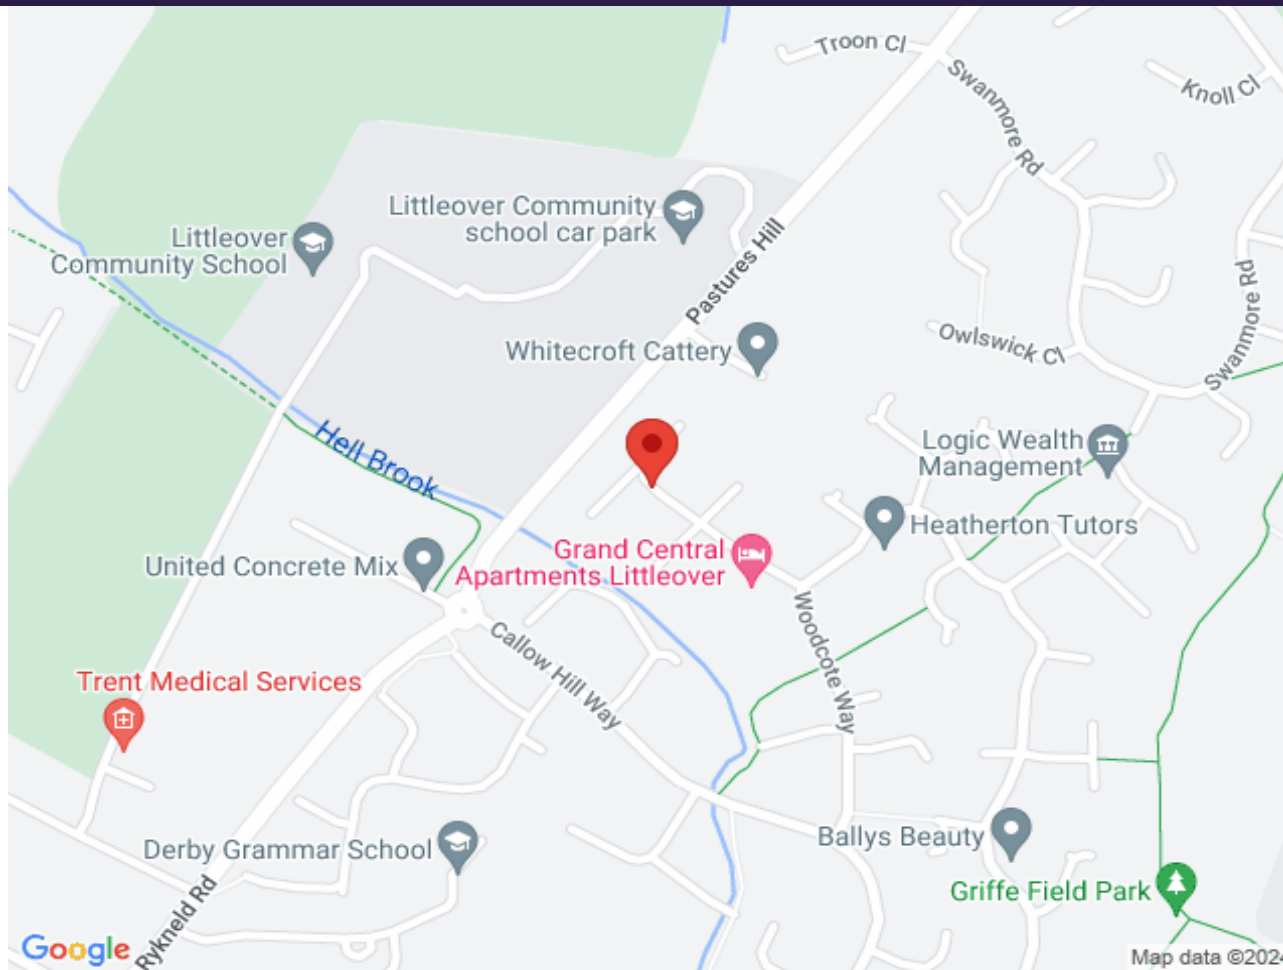 Troon Cl
Swanmore Rd
Knoll Cl
Littleover Community
school car park
Littleover
Community School
Pastures Hill
Swanmore Rd
Whitecroft Cattery
Owlswick Cl
Hell Brook
Logic Wealth
Management
Heatherton Tutors
Grand Central
Apartments Littleover
United Concrete Mix
Callow Hill Way
Woodcote Way
Trent Medical Services
Derby Grammar School
Ballys Beauty
Griffe Field Park
Rykneld Rd
Google
Map data ©2024